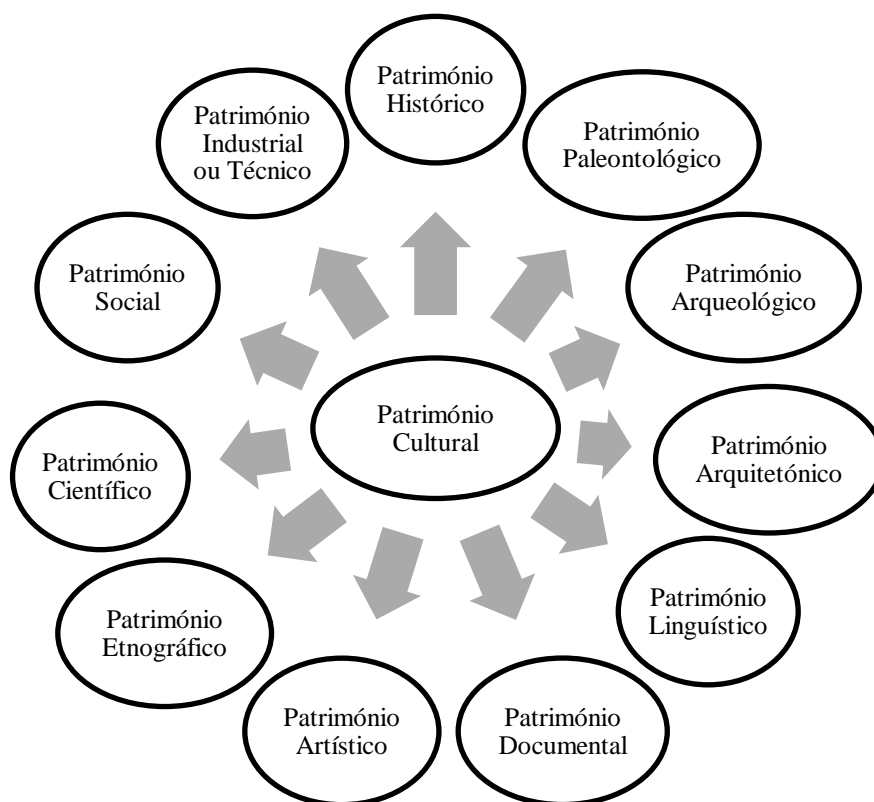 Património
Histórico
Património
Paleontológico
Património
Arqueológico
Património
Arquitetónico
Património
Linguístico
Património
Documental
Património
Artístico
Património
Etnográfico
Património
Científico
Património
Social
Património
Industrial
ou Técnico
Património
Cultural